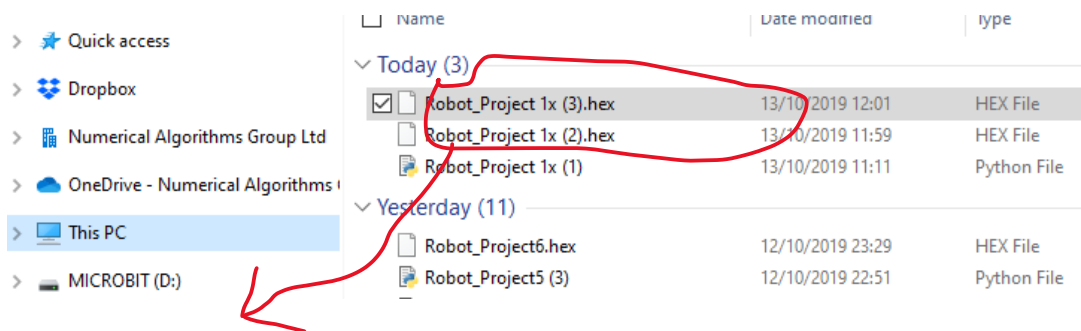 Name Date modified Type
Quick access
Dropbox
Numerical Algorithms Group Ltd
OneDrive - Numerical Algorithms
This PC
MICROBIT (D:)
Today (3)
Robot_Project 1x (3).hex 13/10/2019 12:01 HEX File
Robot_Project 1x (2).hex 13/10/2019 11:59 HEX File
Robot_Project 1x (1) 13/10/2019 11:11 Python File
Yesterday (11)
Robot_Project6.hex 12/10/2019 23:29 HEX File
Robot_Project5 (3) 12/10/2019 22:51 Python File